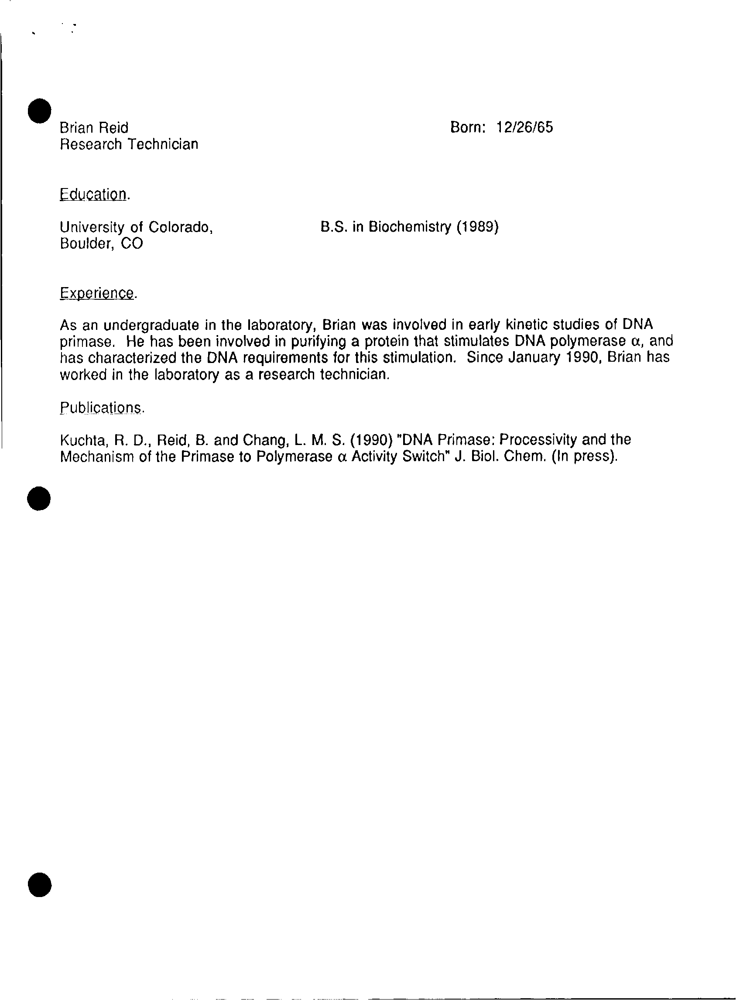 Brian Reid
Born: 12/26/65
Research Technician
Education.
University of Colorado,
B.S. in Biochemistry (1989)
Boulder, CO
Experience.
As an undergraduate in the laboratory, Brian was involved in early kinetic studies of DNA
primase. He has been involved in purifying a protein that stimulates DNA polymerase α, and
has characterized the DNA requirements for this stimulation. Since January 1990, Brian has
worked in the laboratory as a research technician.
Publications.
Kuchta, R. D., Reid, B. and Chang, L. M. S. (1990) "DNA Primase: Processivity and the
Mechanism of the Primase to Polymerase α Activity Switch" J. Biol. Chem. (In press).